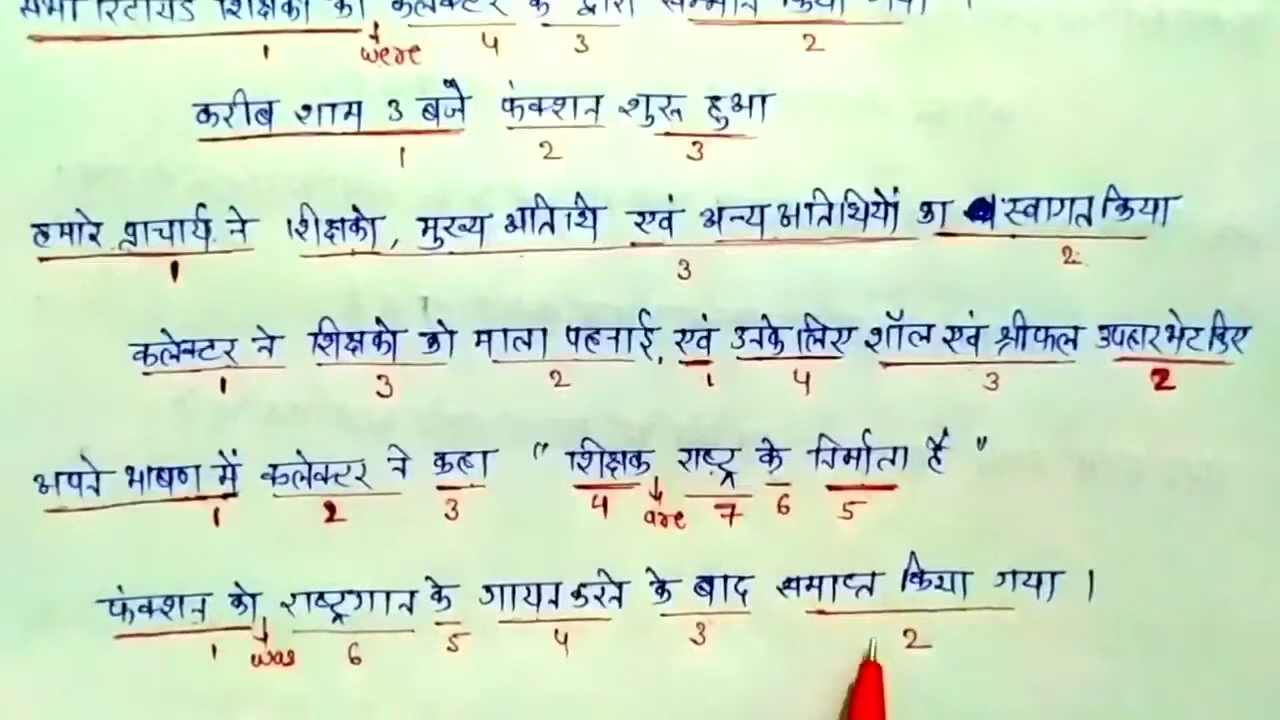 सभी रिटायर्ड शिक्षकों का कलेक्टर के द्वारा सम्मान किया गया ।
1 were 4 3 2
करीब शाम 3 बजे फंक्शन शुरू हुआ
1 2 3
हमारे प्राचार्य ने शिक्षको, मुख्य अतिथि एवं अन्य अतिथियों का स्वागत किया
1 3 2
कलेक्टर ने शिक्षको को माला पहनाई, एवं उनके लिए शॉल एवं श्रीफल उपहार भेट किए
1 3 2 1 4 3 2
अपने भाषण में कलेक्टर ने कहा " शिक्षक राष्ट्र के निर्माता हैं "
1 2 3 4 are 7 6 5
फंक्शन को राष्ट्रगान के गायन करने के बाद समाप्त किया गया ।
1 was 6 5 4 3 2